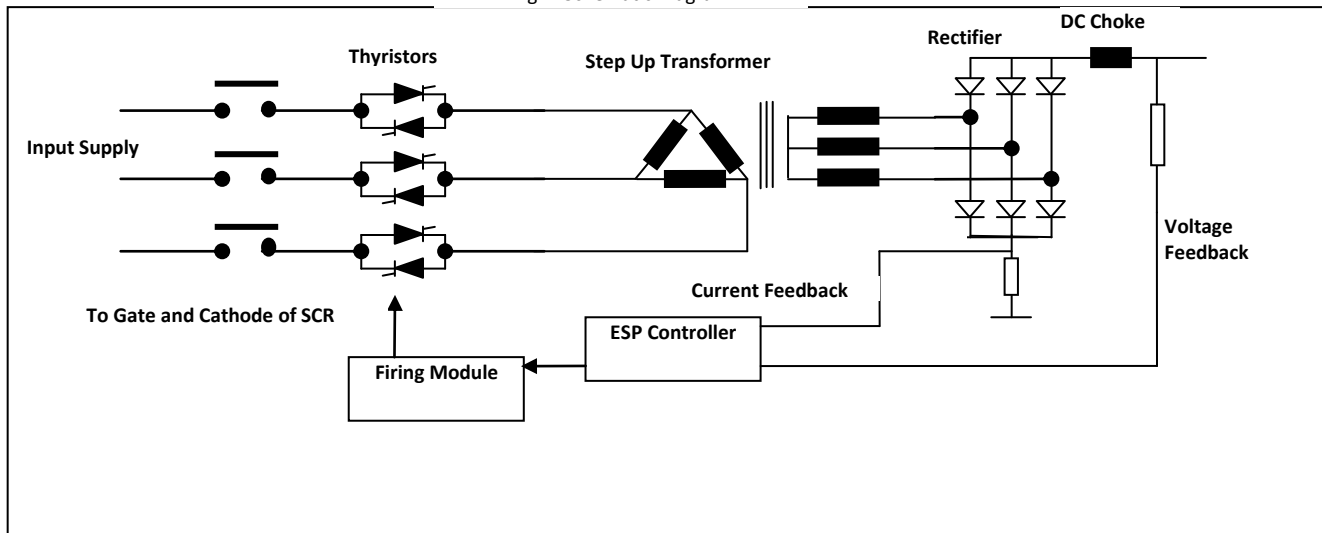 DC Choke
Rectifier
Thyristors
Step Up Transformer
Input Supply
Voltage
Feedback
Current Feedback
To Gate and Cathode of SCR
ESP Controller
Firing Module